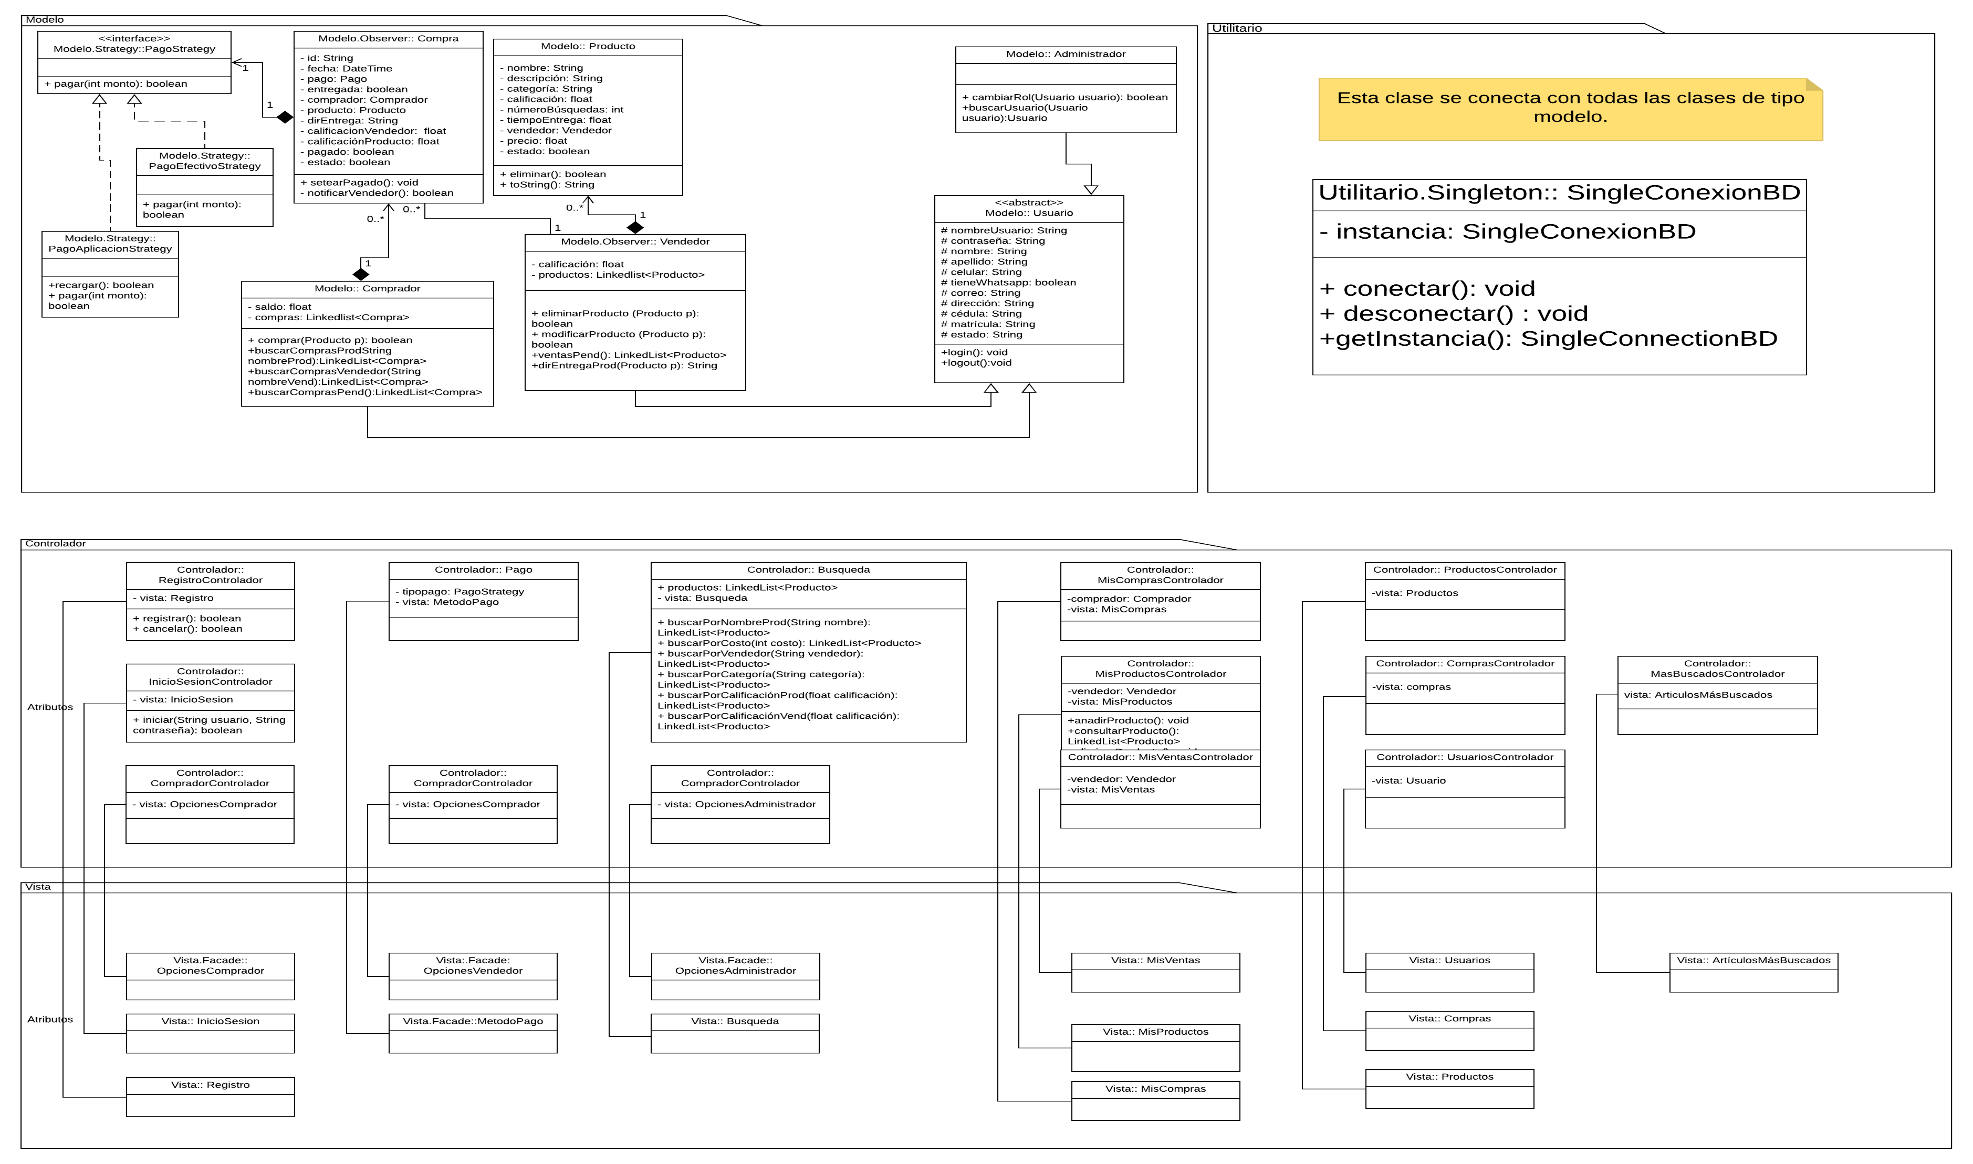 Modelo
<<interface>>
Modelo.Strategy::PagoStrategy
+ pagar(int monto): boolean
1
1
Modelo.Strategy::
PagoEfectivoStrategy
+ pagar(int monto):
boolean
Modelo.Strategy::
PagoAplicacionStrategy
+recargar(): boolean
+ pagar(int monto):
boolean
Modelo.Observer:: Compra
- id: String
- fecha: DateTime
- pago: Pago
- entregada: boolean
- comprador: Comprador
- producto: Producto
- dirEntrega: String
- calificacionVendedor:  float
- calificaciónProducto: float
- pagado: boolean
- estado: boolean
+ setearPagado(): void
- notificarVendedor(): boolean
0..*
0..*
1
1
Modelo:: Comprador
- saldo: float
- compras: Linkedlist<Compra>
+ comprar(Producto p): boolean
+buscarComprasProdString
nombreProd):LinkedList<Compra>
+buscarComprasVendedor(String
nombreVend):LinkedList<Compra>
+buscarComprasPend():LinkedList<Compra>
Modelo:: Producto
- nombre: String
- descripción: String
- categoría: String
- calificación: float
- númeroBúsquedas: int
- tiempoEntrega: float
- vendedor: Vendedor
- precio: float
- estado: boolean
+ eliminar(): boolean
+ toString(): String
0..*
1
Modelo.Observer:: Vendedor
- calificación: float
- productos: Linkedlist<Producto>
+ eliminarProducto (Producto p):
boolean
+ modificarProducto (Producto p):
boolean
+ventasPend(): LinkedList<Producto>
+dirEntregaProd(Producto p): String
Modelo:: Administrador
+ cambiarRol(Usuario usuario): boolean
+buscarUsuario(Usuario
usuario):Usuario
<<abstract>>
Modelo:: Usuario
# nombreUsuario: String
# contraseña: String
# nombre: String
# apellido: String
# celular: String
# tieneWhatsapp: boolean
# correo: String
# dirección: String
# cédula: String
# matrícula: String
# estado: String
+login(): void
+logout():void
Utilitario
Esta clase se conecta con todas las clases de tipo
modelo.
Utilitario.Singleton:: SingleConexionBD
- instancia: SingleConexionBD
+ conectar(): void
+ desconectar() : void
+getInstancia(): SingleConnectionBD
Controlador
Controlador::
RegistroControlador
- vista: Registro
+ registrar(): boolean
+ cancelar(): boolean
Controlador:: Pago
- tipopago: PagoStrategy
- vista: MetodoPago
Controlador:: Busqueda
+ productos: LinkedList<Producto>
- vista: Busqueda
+ buscarPorNombreProd(String nombre):
LinkedList<Producto>
+ buscarPorCosto(int costo): LinkedList<Producto>
+ buscarPorVendedor(String vendedor):
LinkedList<Producto>
+ buscarPorCategoría(String categoría):
LinkedList<Producto>
+ buscarPorCalificaciónProd(float calificación):
LinkedList<Producto>
+ buscarPorCalificaciónVend(float calificación):
LinkedList<Producto>
Controlador::
MisComprasControlador
-comprador: Comprador
-vista: MisCompras
Controlador:: ProductosControlador
-vista: Productos
Controlador::
InicioSesionControlador
- vista: InicioSesion
+ iniciar(String usuario, String
contraseña): boolean
Atributos
Controlador::
MisProductosControlador
-vendedor: Vendedor
-vista: MisProductos
+anadirProducto(): void
+consultarProducto():
LinkedList<Producto>
Controlador:: ComprasControlador
-vista: compras
Controlador::
MasBuscadosControlador
vista: ArticulosMásBuscados
Controlador::
CompradorControlador
- vista: OpcionesComprador
Controlador::
CompradorControlador
- vista: OpcionesComprador
Controlador::
CompradorControlador
- vista: OpcionesAdministrador
Controlador:: MisVentasControlador
-vendedor: Vendedor
-vista: MisVentas
Controlador:: UsuariosControlador
-vista: Usuario
Vista
Vista.Facade::
OpcionesComprador
Vista.Facade:
OpcionesVendedor
Vista.Facade::
OpcionesAdministrador
Vista:: MisVentas
Vista:: Usuarios
Vista:: ArtículosMásBuscados
Atributos
Vista:: InicioSesion
Vista.Facade::MetodoPago
Vista:: Busqueda
Vista:: MisProductos
Vista:: Compras
Vista:: Registro
Vista:: MisCompras
Vista:: Productos